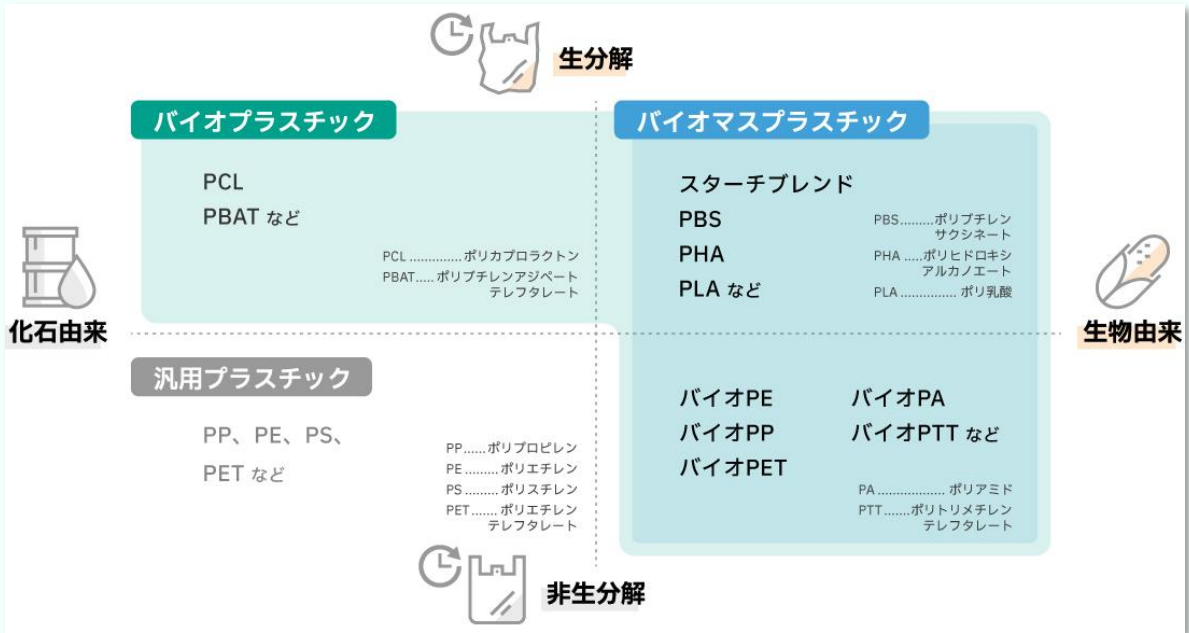 生分解
バイオプラスチック
バイオマスプラスチック
PCL
PBAT など
PCL.............ポリカプロラクトン
PBAT.....ポリブチレンアジペート
テレフタレート
スターチブレンド
PBS
PHA
PLA など
PBS.........ポリブチレン
サクシネート
PHA.....ポリヒドロキシ
アルカノエート
PLA...............ポリ乳酸
化石由来
生物由来
汎用プラスチック
PP、PE、PS、
PET など
PP......ポリプロピレン
PE.........ポリエチレン
PS.........ポリスチレン
PET.......ポリエチレン
テレフタレート
バイオPE
バイオPP
バイオPET
バイオPA
バイオPTT など
PA..................ポリアミド
PTT.......ポリトリメチレン
テレフタレート
非生分解